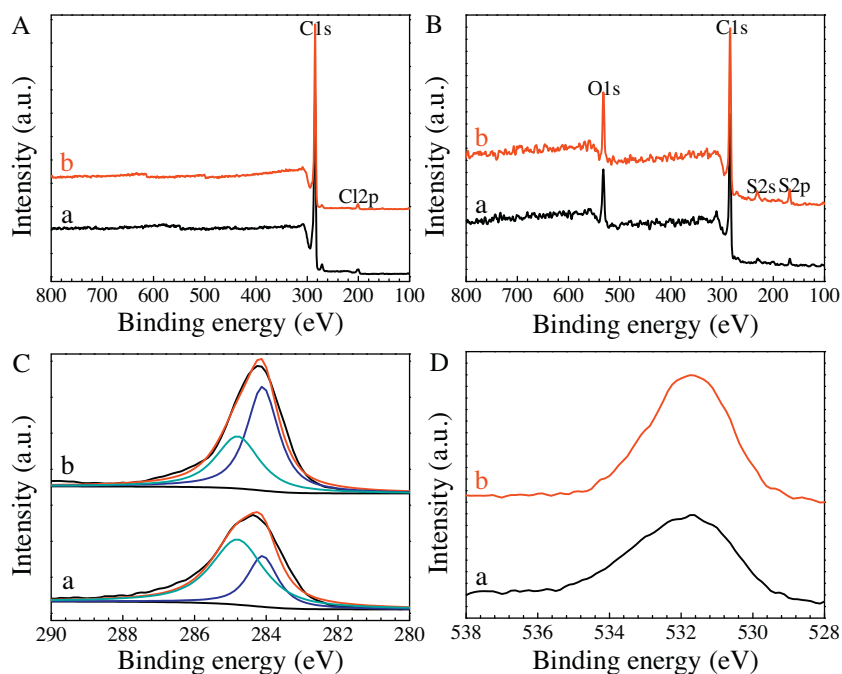 A
C1s
b
Cl2p
a
Intensity (a.u.)
800 700 600 500 400 300 200 100
Binding energy (eV)
B
C1s
O1s
b
S2s S2p
a
Intensity (a.u.)
800 700 600 500 400 300 200 100
Binding energy (eV)
C
b
a
Intensity (a.u.)
290 288 286 284 282 280
Binding energy (eV)
D
b
a
Intensity (a.u.)
538 536 534 532 530 528
Binding energy (eV)